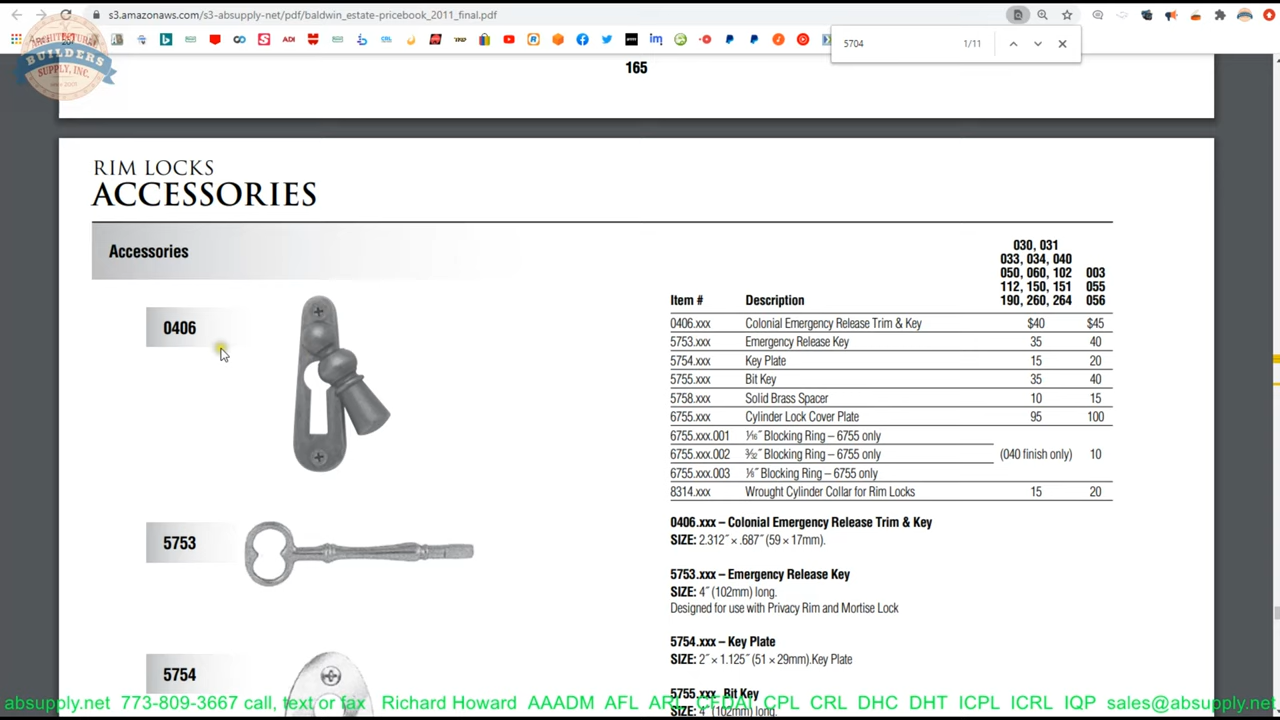 s3.amazonaws.com/s3-absupply-net/pdf/baldwin_estate-pricebook_2011_final.pdf
5704 1/11
ARCHITECTURAL
BUILDERS
SUPPLY, INC.
165
RIM LOCKS
ACCESSORIES
Accessories
030, 031
033, 034, 040
050, 060, 102 003
112, 150, 151 055
Item # Description 190, 260, 264 056
0406.xxx Colonial Emergency Release Trim & Key $40 $45
5753.xxx Emergency Release Key 35 40
5754.xxx Key Plate 15 20
5755.xxx Bit Key 35 40
5758.xxx Solid Brass Spacer 10 15
6755.xxx Cylinder Lock Cover Plate 95 100
6755.xxx.001 1⁄16″ Blocking Ring – 6755 only
6755.xxx.002 3⁄32″ Blocking Ring – 6755 only (040 finish only) 10
6755.xxx.003 1⁄8″ Blocking Ring – 6755 only
8314.xxx Wrought Cylinder Collar for Rim Locks 15 20
0406
5753
5754
0406.xxx – Colonial Emergency Release Trim & Key
SIZE: 2.312″ × .687″ (59 × 17mm).
5753.xxx – Emergency Release Key
SIZE: 4″ (102mm) long.
Designed for use with Privacy Rim and Mortise Lock
5754.xxx – Key Plate
SIZE: 2″ × 1.125″ (51 × 29mm).Key Plate
5755.xxx Bit Key
SIZE: 4″ (102mm) long.
absupply.net 773-809-3667 call, text or fax Richard Howard AAADM AFL ARL CFDAI CPL CRL DHC DHT ICPL ICRL IQP sales@absupply.net